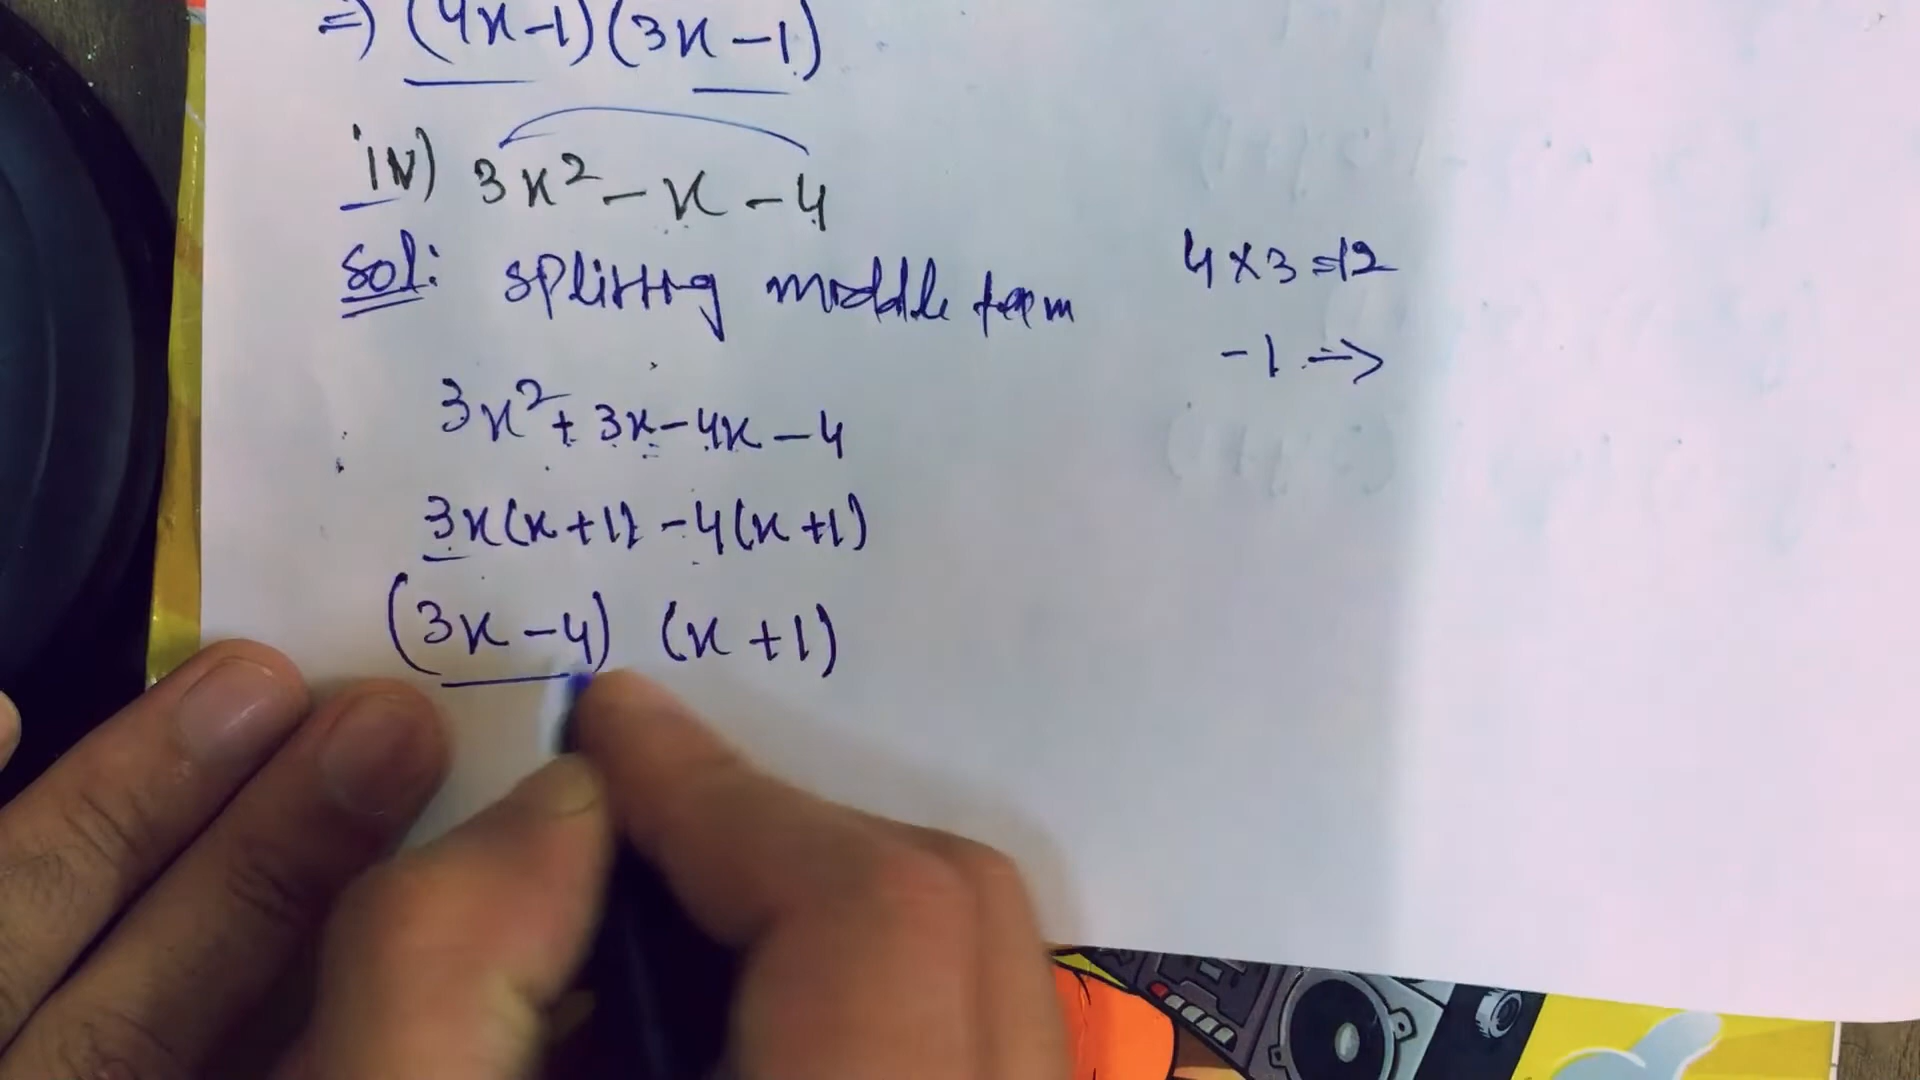 =) (4x-1)(3x-1)
iv) 3x² - x - 4
Sol: splitting middle term
4 x 3 = 12
-1 =>
3x² + 3x - 4x - 4
3x(x+1) - 4(x+1)
(3x-4) (x+1)